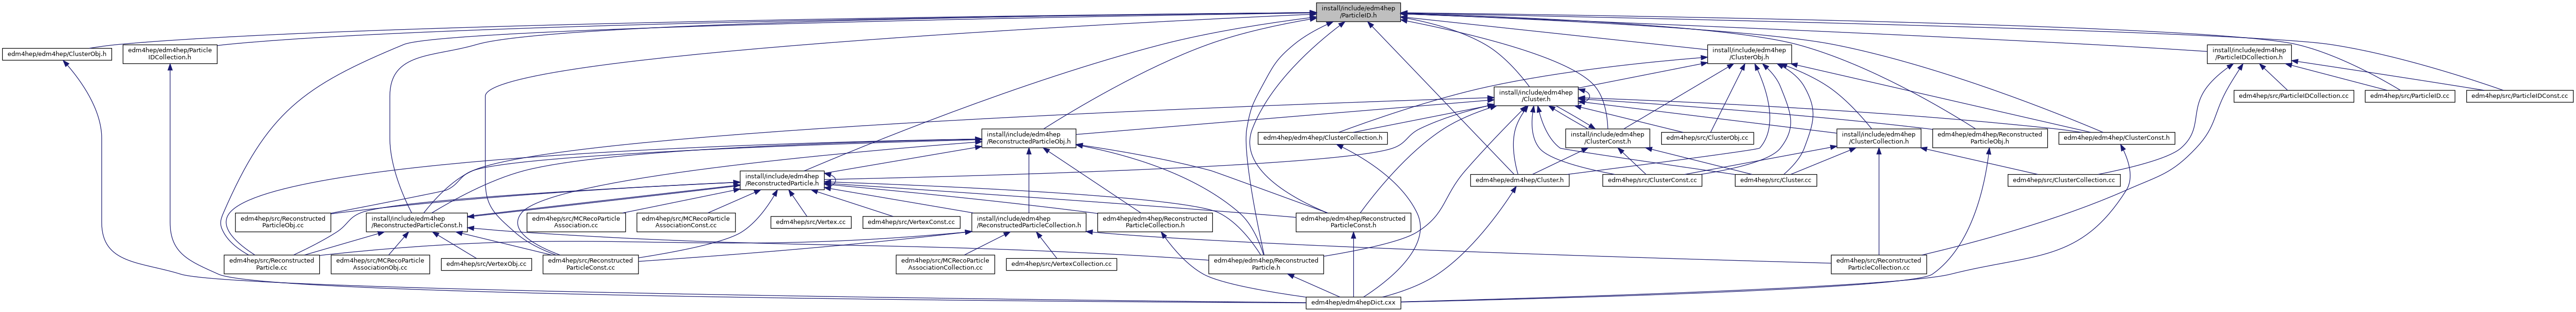 install/include/edm4hep
/ParticleID.h
edm4hep/edm4hep/ClusterObj.h
edm4hep/edm4hep/Particle
IDCollection.h
install/include/edm4hep
/ClusterObj.h
install/include/edm4hep
/ParticleIDCollection.h
install/include/edm4hep
/Cluster.h
edm4hep/src/ParticleIDCollection.cc
edm4hep/src/ParticleID.cc
edm4hep/src/ParticleIDConst.cc
install/include/edm4hep
/ReconstructedParticleObj.h
edm4hep/edm4hep/ClusterCollection.h
install/include/edm4hep
/ClusterConst.h
edm4hep/src/ClusterObj.cc
install/include/edm4hep
/ClusterCollection.h
edm4hep/edm4hep/Reconstructed
ParticleObj.h
edm4hep/edm4hep/ClusterConst.h
install/include/edm4hep
/ReconstructedParticle.h
edm4hep/edm4hep/Cluster.h
edm4hep/src/ClusterConst.cc
edm4hep/src/Cluster.cc
edm4hep/src/ClusterCollection.cc
edm4hep/src/Reconstructed
ParticleObj.cc
install/include/edm4hep
/ReconstructedParticleConst.h
edm4hep/src/MCRecoParticle
Association.cc
edm4hep/src/MCRecoParticle
AssociationConst.cc
edm4hep/src/Vertex.cc
edm4hep/src/VertexConst.cc
install/include/edm4hep
/ReconstructedParticleCollection.h
edm4hep/edm4hep/Reconstructed
ParticleCollection.h
edm4hep/edm4hep/Reconstructed
ParticleConst.h
edm4hep/src/Reconstructed
Particle.cc
edm4hep/src/MCRecoParticle
AssociationObj.cc
edm4hep/src/VertexObj.cc
edm4hep/src/Reconstructed
ParticleConst.cc
edm4hep/src/MCRecoParticle
AssociationCollection.cc
edm4hep/src/VertexCollection.cc
edm4hep/edm4hep/Reconstructed
Particle.h
edm4hep/src/Reconstructed
ParticleCollection.cc
edm4hep/edm4hepDict.cxx